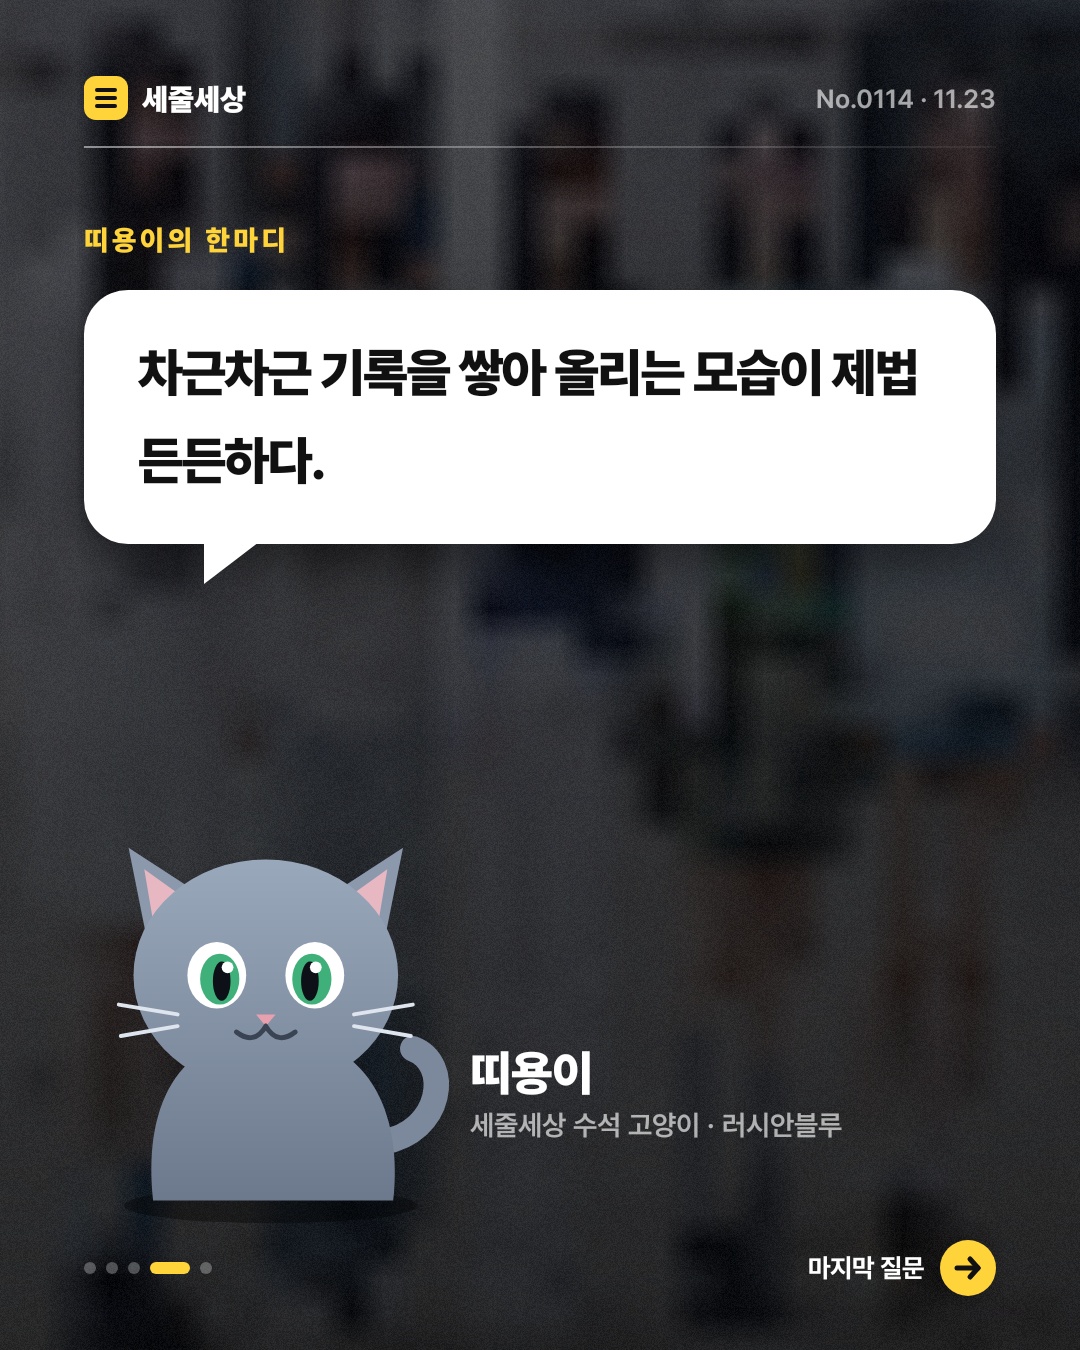 세줄세상
No.0114 · 11.23
띠용이의 한마디
차근차근 기록을 쌓아 올리는 모습이 제법
든든하다.
띠용이
세줄세상 수석 고양이 · 러시안블루
마지막 질문